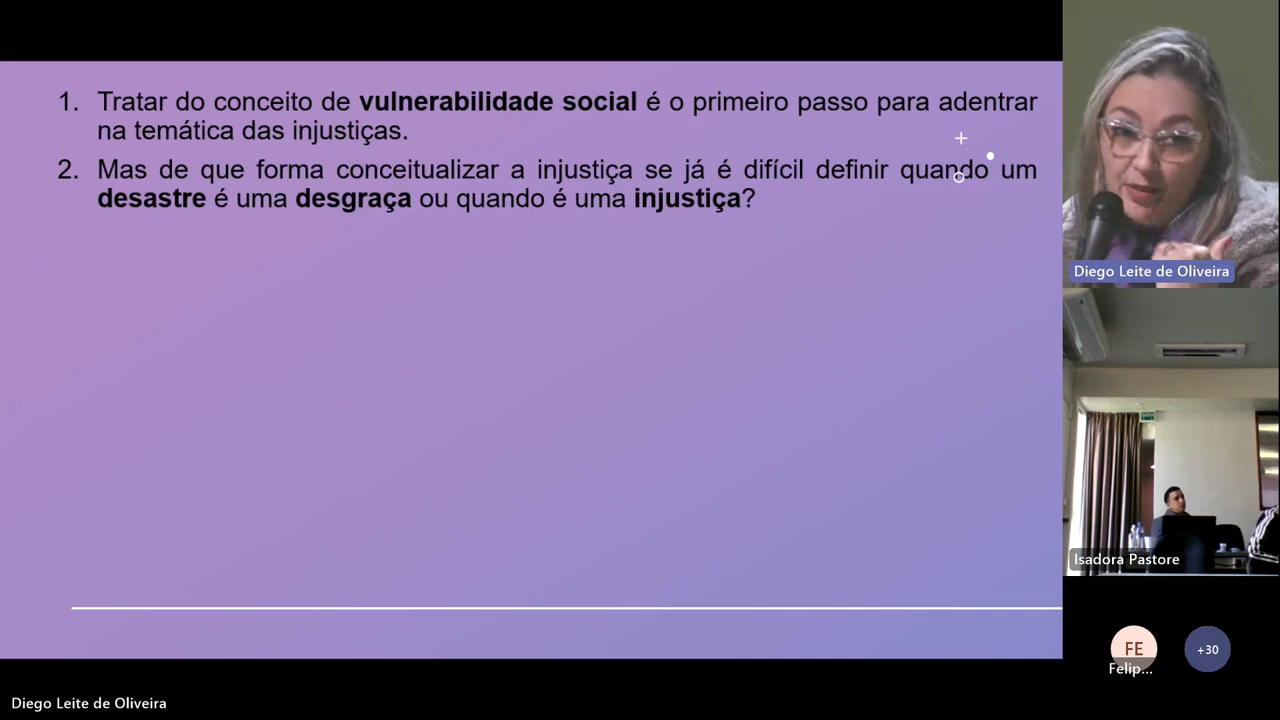 1. Tratar do conceito de vulnerabilidade social é o primeiro passo para adentrar
na temática das injustiças.
2. Mas de que forma conceitualizar a injustiça se já é difícil definir quando um
desastre é uma desgraça ou quando é uma injustiça?
Diego Leite de Oliveira
Isadora Pastore
FE
Felip...
+30
Diego Leite de Oliveira